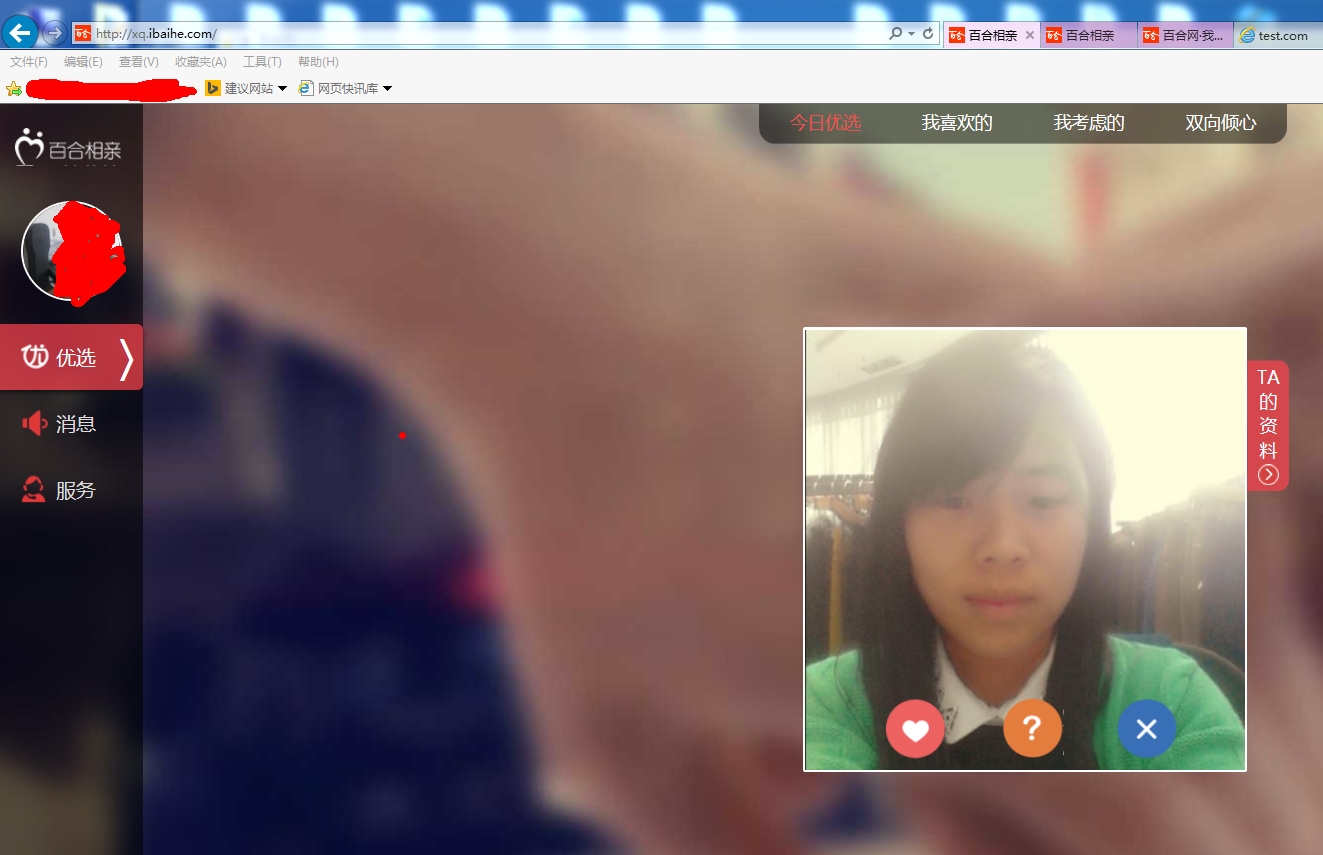 http://xq.ibaihe.com/
百合相亲
百合相亲
百合网-我...
test.com
文件(F) 编辑(E) 查看(V) 收藏夹(A) 工具(T) 帮助(H)
建议网站 网页快讯库
百合相亲
今日优选 我喜欢的 我考虑的 双向倾心
优选
消息
服务
TA
的
资
料
?